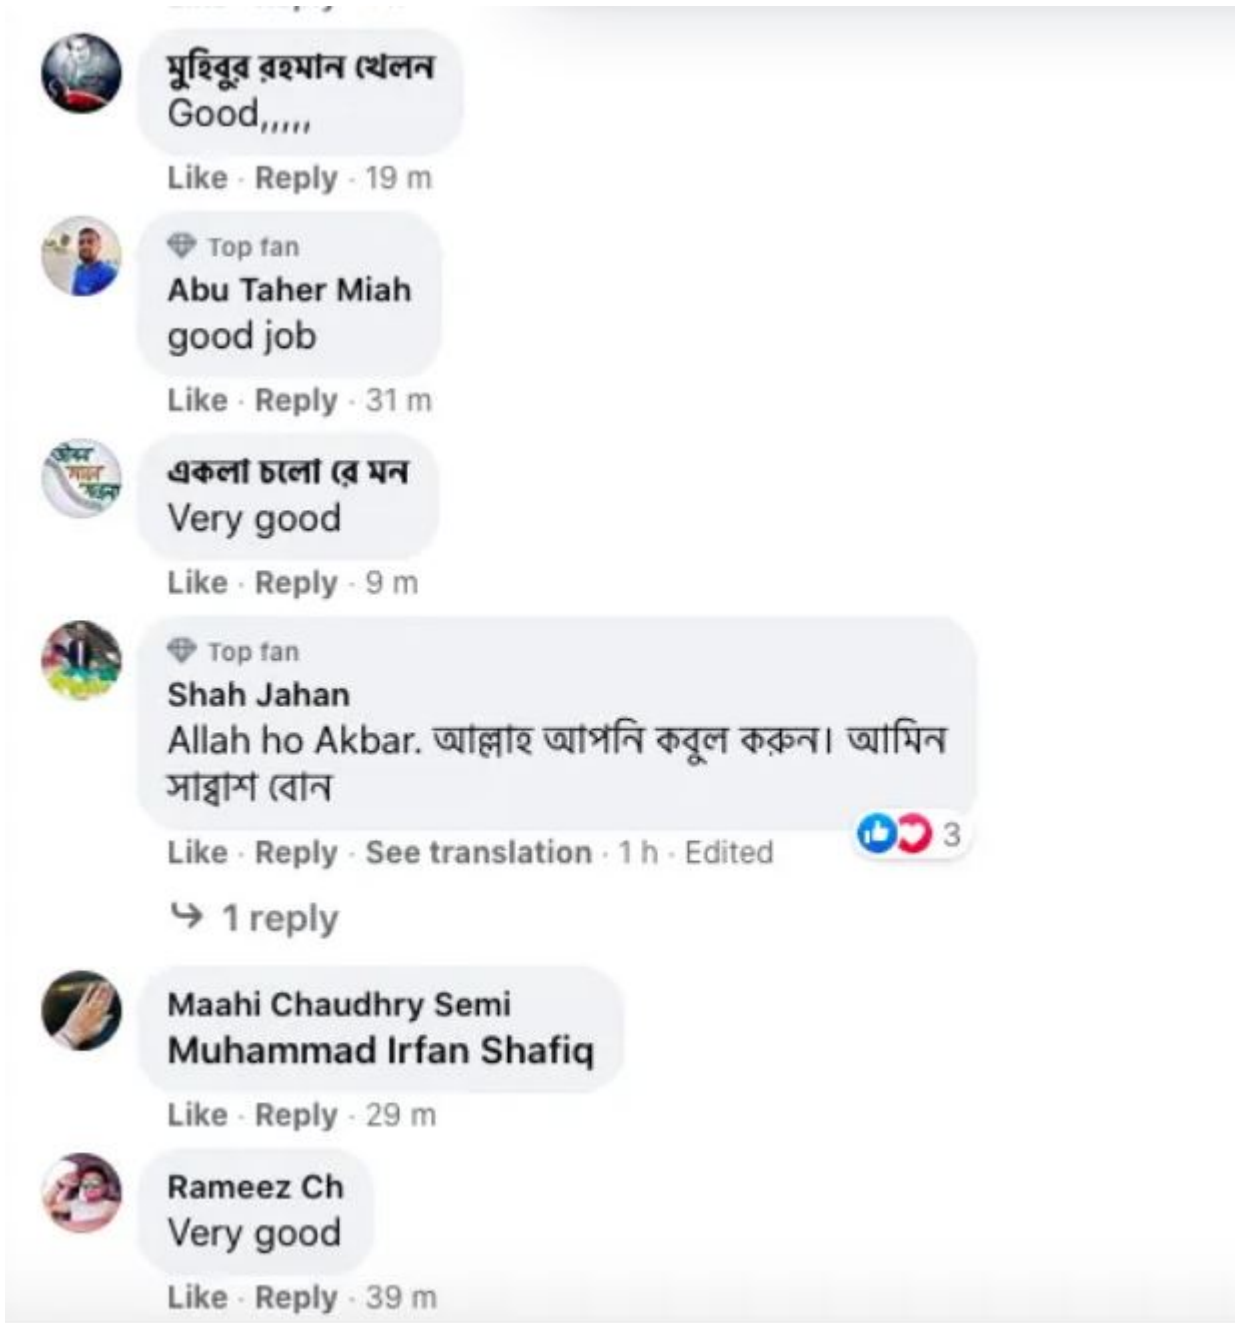 মুহিবুর রহমান খেলন
Good,,,,,
Like · Reply · 19 m
Top fan
Abu Taher Miah
good job
Like · Reply · 31 m
একলা চলো রে মন
Very good
Like · Reply · 9 m
Top fan
Shah Jahan
Allah ho Akbar. আল্লাহ আপনি কবুল করুন। আমিন
সাব্বাশ বোন
3
Like · Reply · See translation · 1 h · Edited
1 reply
Maahi Chaudhry Semi
Muhammad Irfan Shafiq
Like · Reply · 29 m
Rameez Ch
Very good
Like · Reply · 39 m